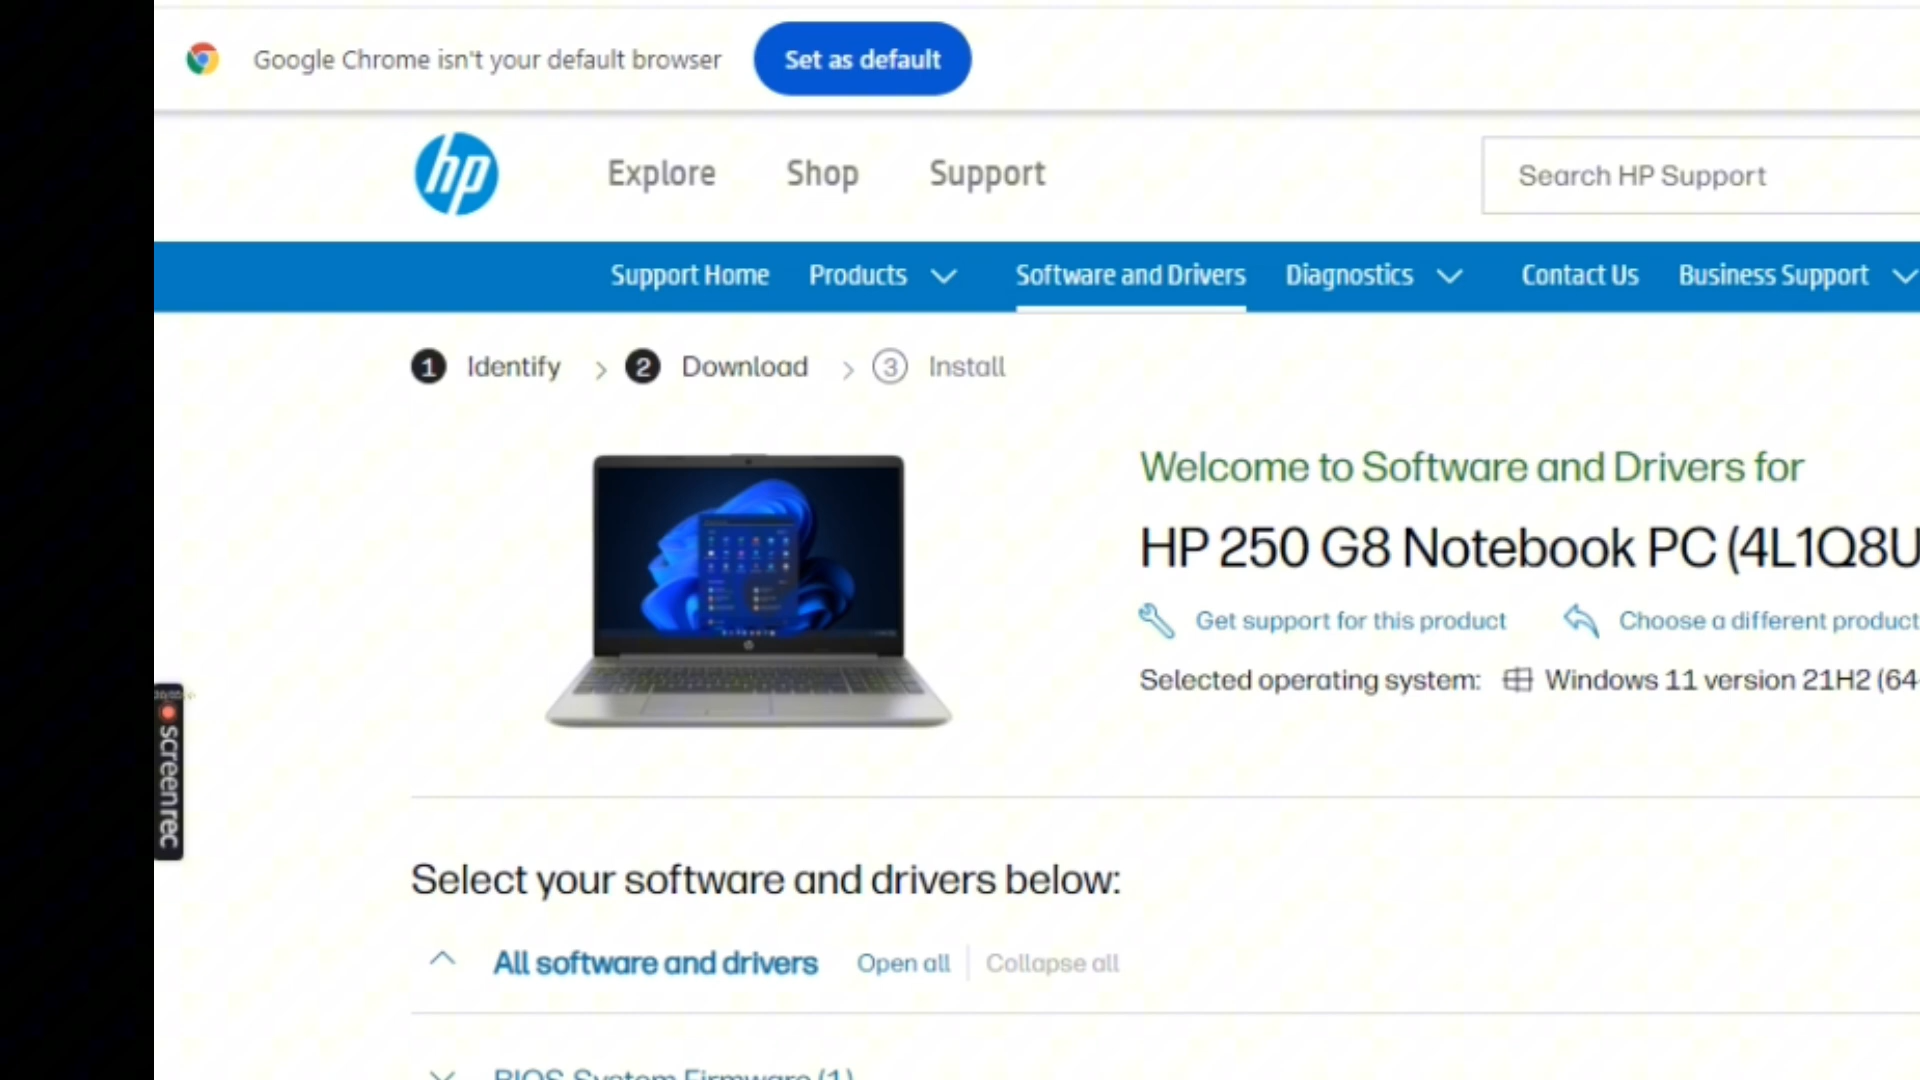 Google Chrome isn't your default browser Set as default
hp Explore Shop Support Search HP Support
Support Home Products Software and Drivers Diagnostics Contact Us Business Support
1 Identify > 2 Download > 3 Install
Welcome to Software and Drivers for
HP 250 G8 Notebook PC (4L1Q8U
Get support for this product Choose a different product
Selected operating system: Windows 11 version 21H2 (64-
screenrec
Select your software and drivers below:
All software and drivers Open all Collapse all
BIOS-System Firmware (1)